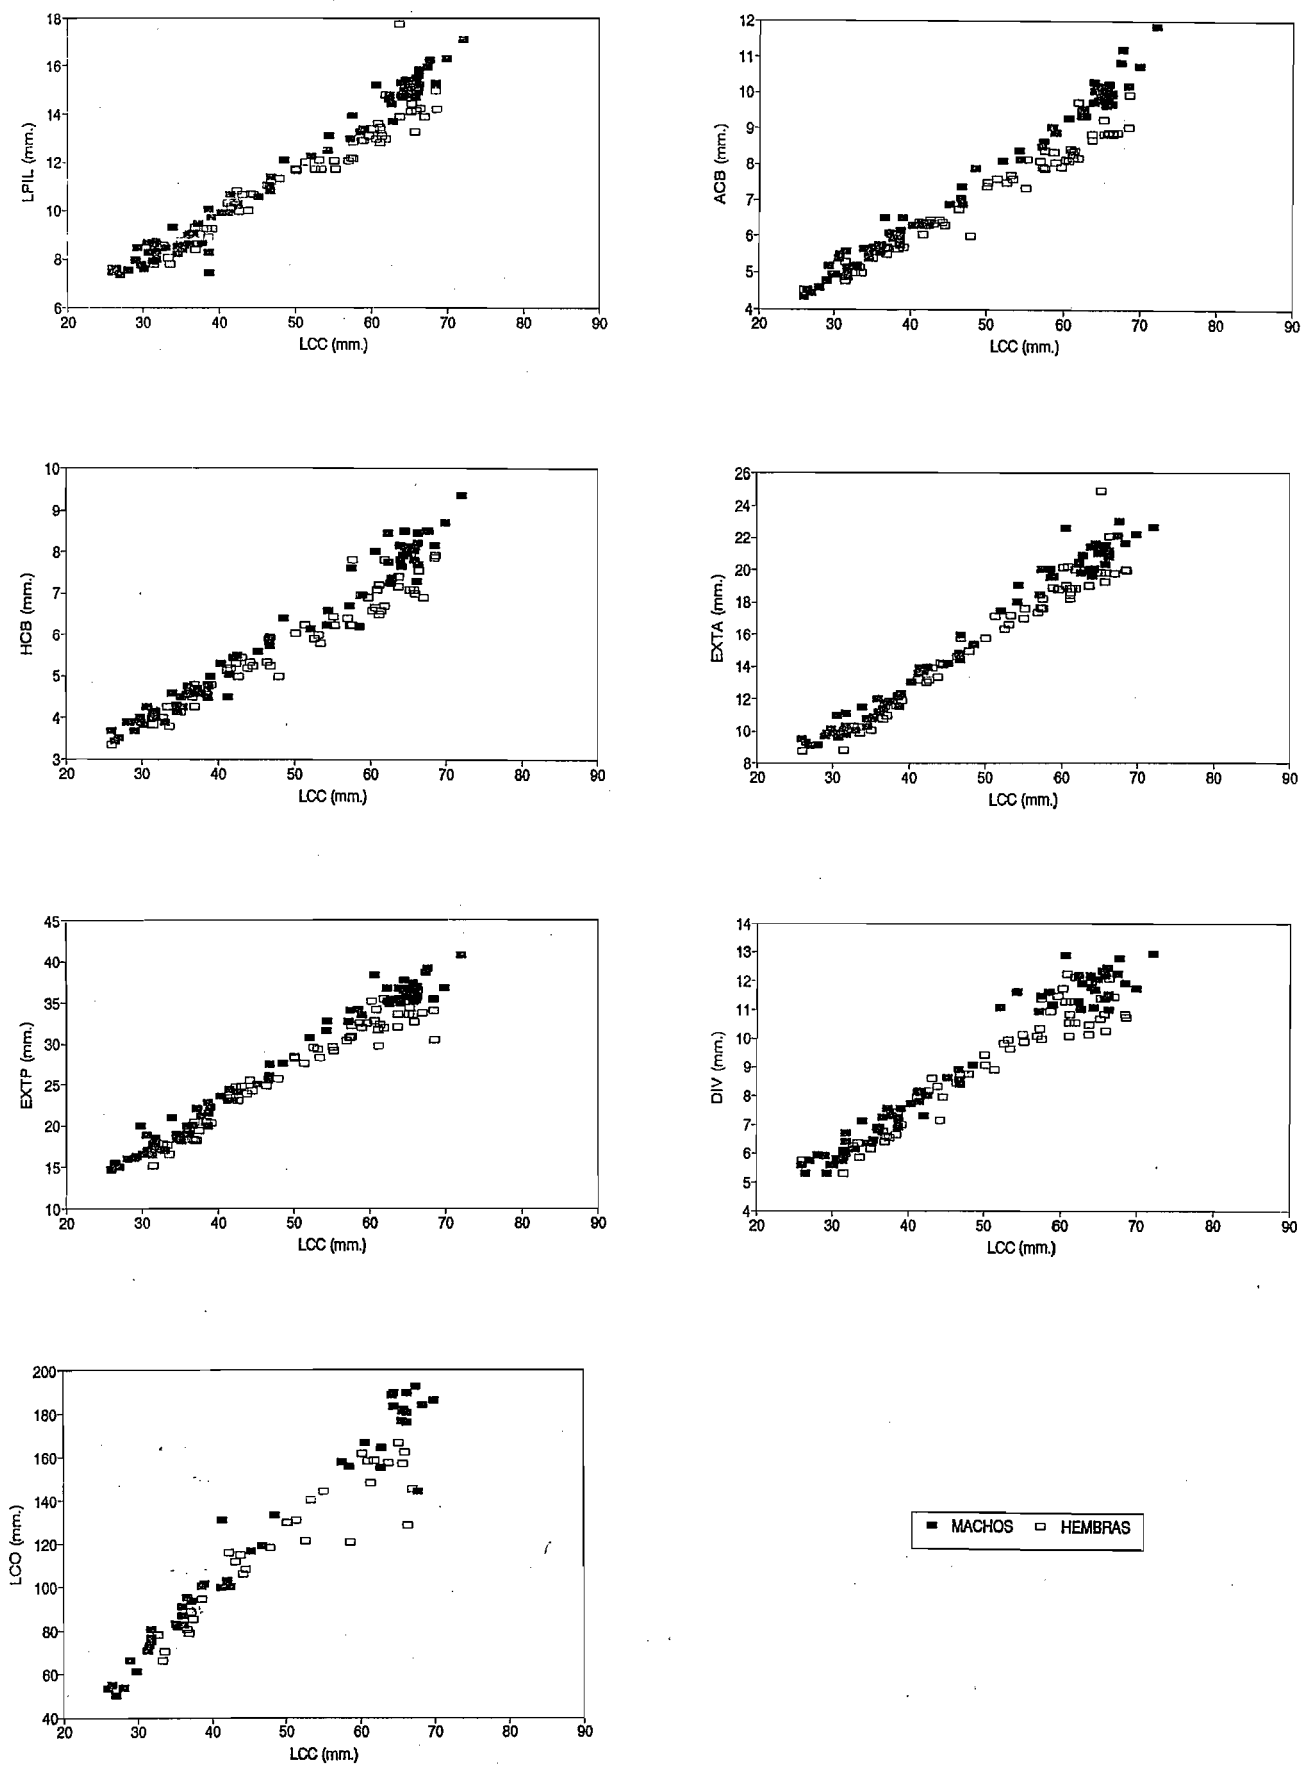 18
16
14
12
10
8
6
LPIL (mm.)
20 30 40 50 60 70 80 90
LCC (mm.)
12
11
10
9
8
7
6
5
4
ACB (mm.)
20 30 40 50 60 70 80 90
LCC (mm.)
10
9
8
7
6
5
4
3
HCB (mm.)
20 30 40 50 60 70 80 90
LCC (mm.)
26
24
22
20
18
16
14
12
10
8
EXTA (mm.)
20 30 40 50 60 70 80 90
LCC (mm.)
45
40
35
30
25
20
15
10
EXTP (mm.)
20 30 40 50 60 70 80 90
LCC (mm.)
14
13
12
11
10
9
8
7
6
5
4
DIV (mm.)
20 30 40 50 60 70 80 90
LCC (mm.)
200
180
160
140
120
100
80
60
40
LCO (mm.)
20 30 40 50 60 70 80 90
LCC (mm.)
MACHOS HEMBRAS